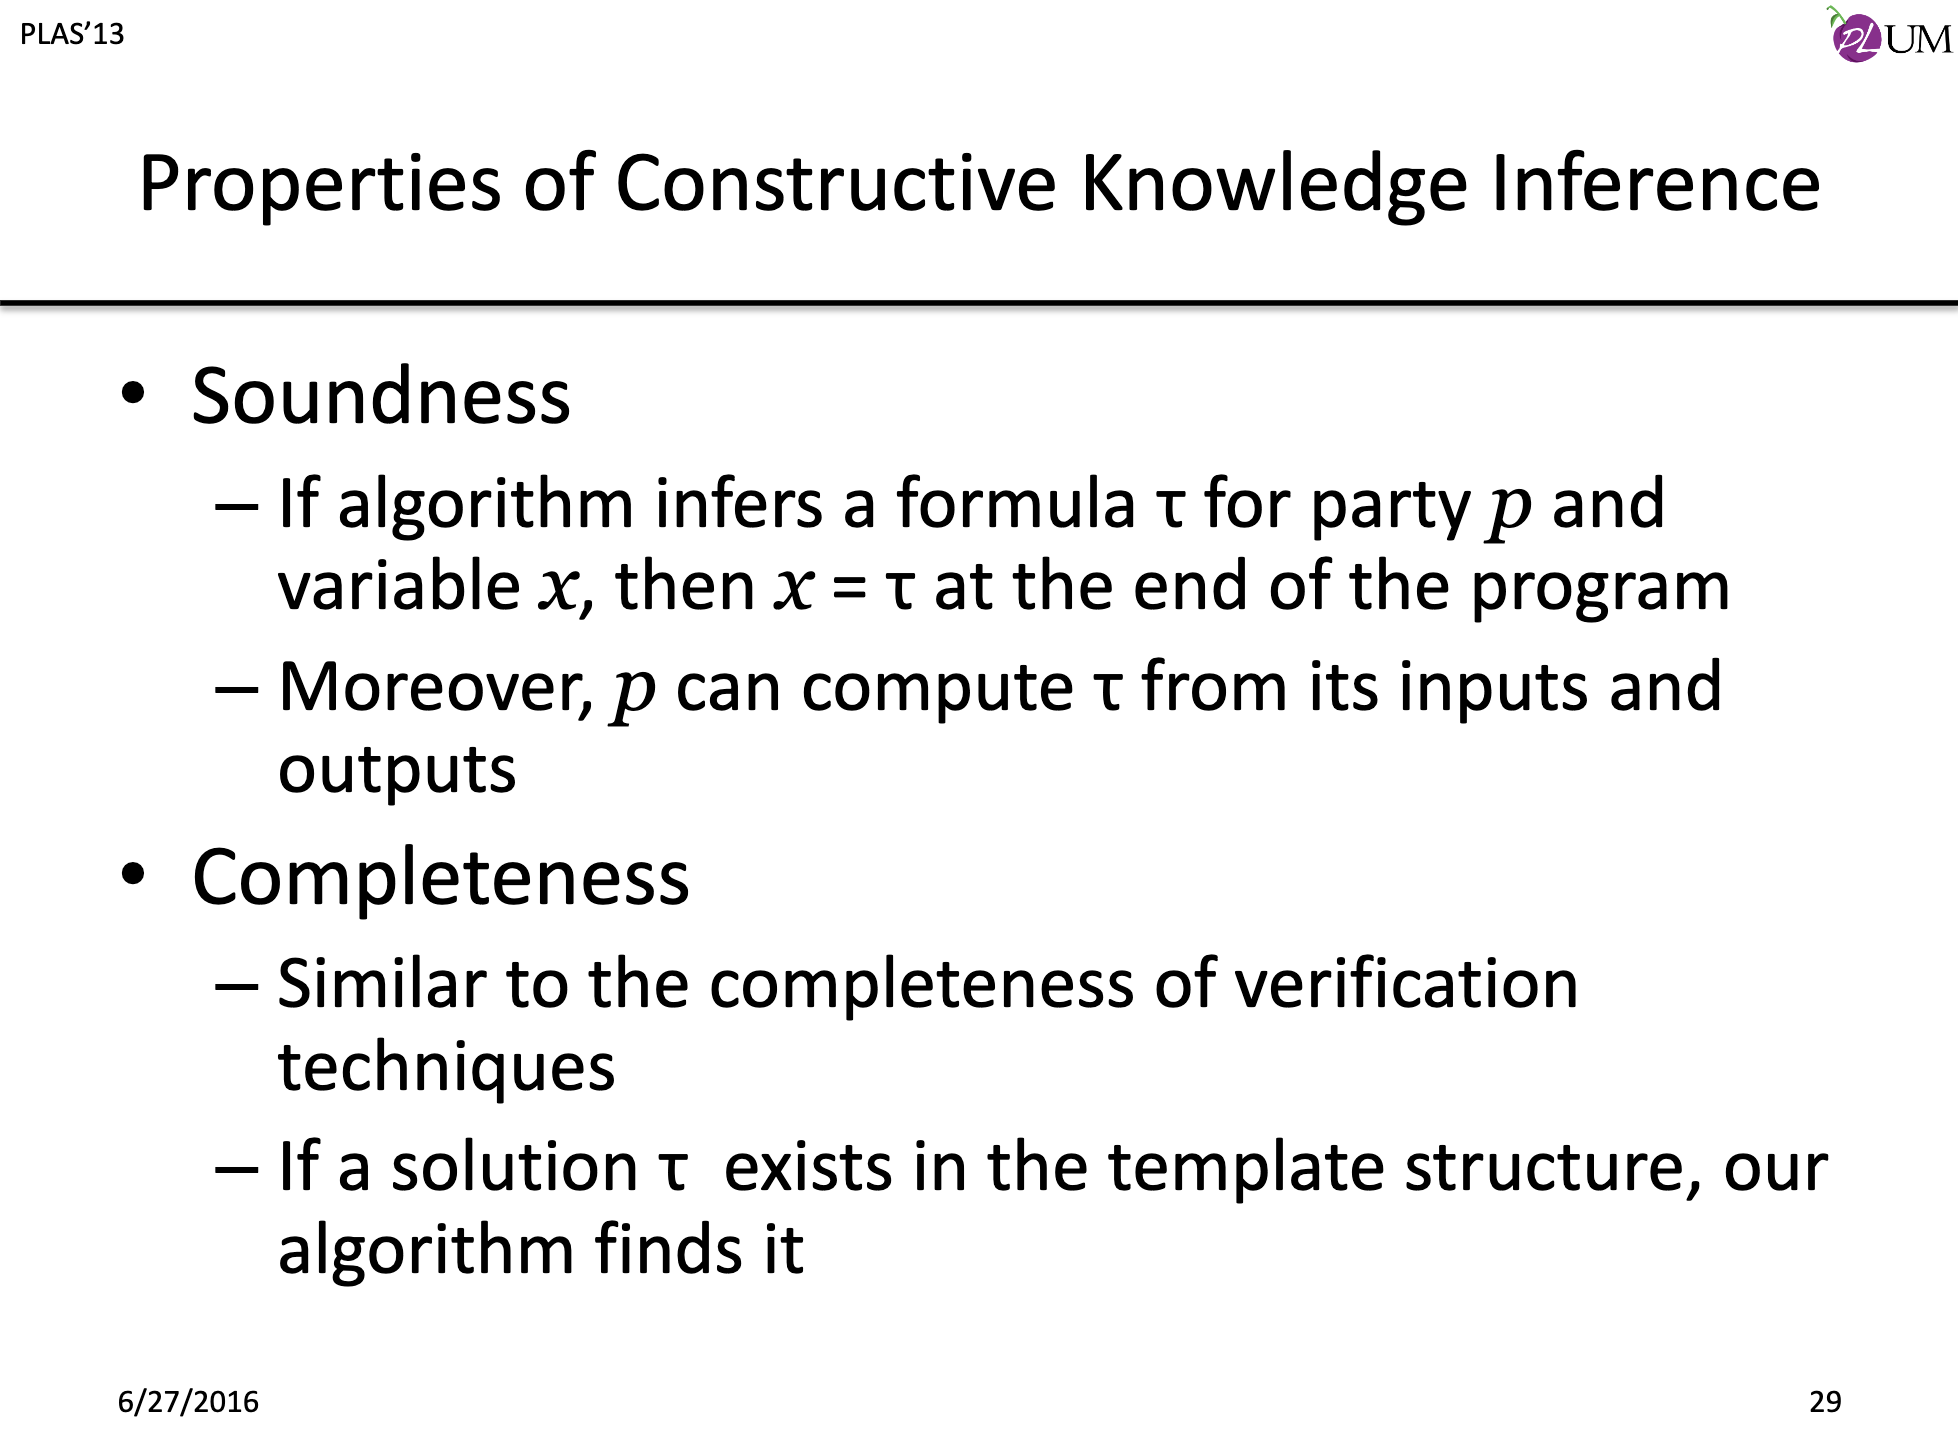 PLAS’13
PLUM
Properties of Constructive Knowledge Inference
• Soundness
– If algorithm infers a formula τ for party p and
variable x, then x = τ at the end of the program
– Moreover, p can compute τ from its inputs and
outputs
• Completeness
– Similar to the completeness of verification
techniques
– If a solution τ  exists in the template structure, our
algorithm finds it
6/27/2016
29